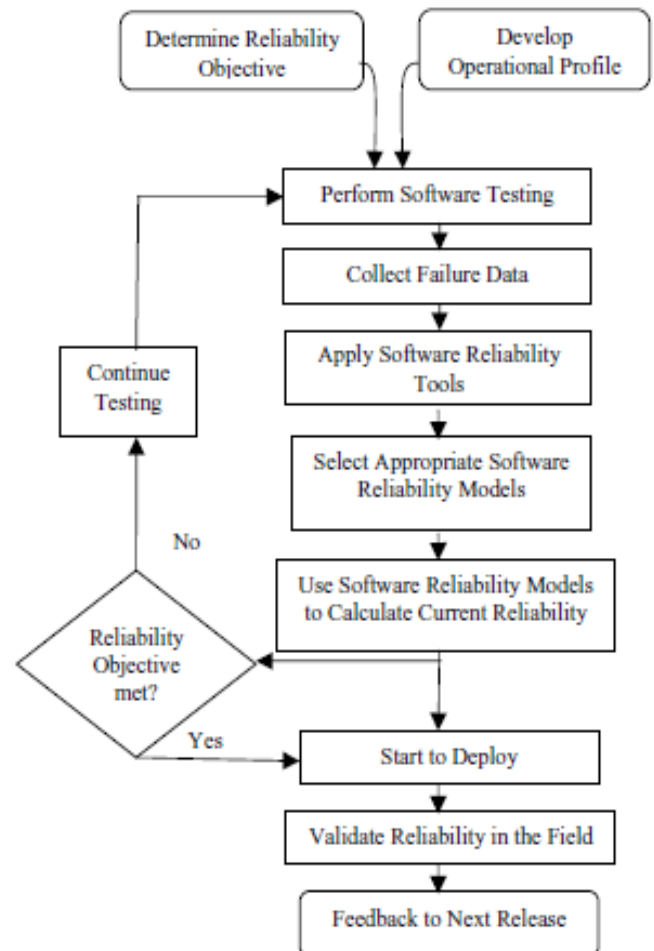 Determine Reliability
Objective
Develop
Operational Profile
Perform Software Testing
Collect Failure Data
Apply Software Reliability
Tools
Continue
Testing
Select Appropriate Software
Reliability Models
No
Use Software Reliability Models
to Calculate Current Reliability
Reliability
Objective
met?
Yes
Start to Deploy
Validate Reliability in the Field
Feedback to Next Release